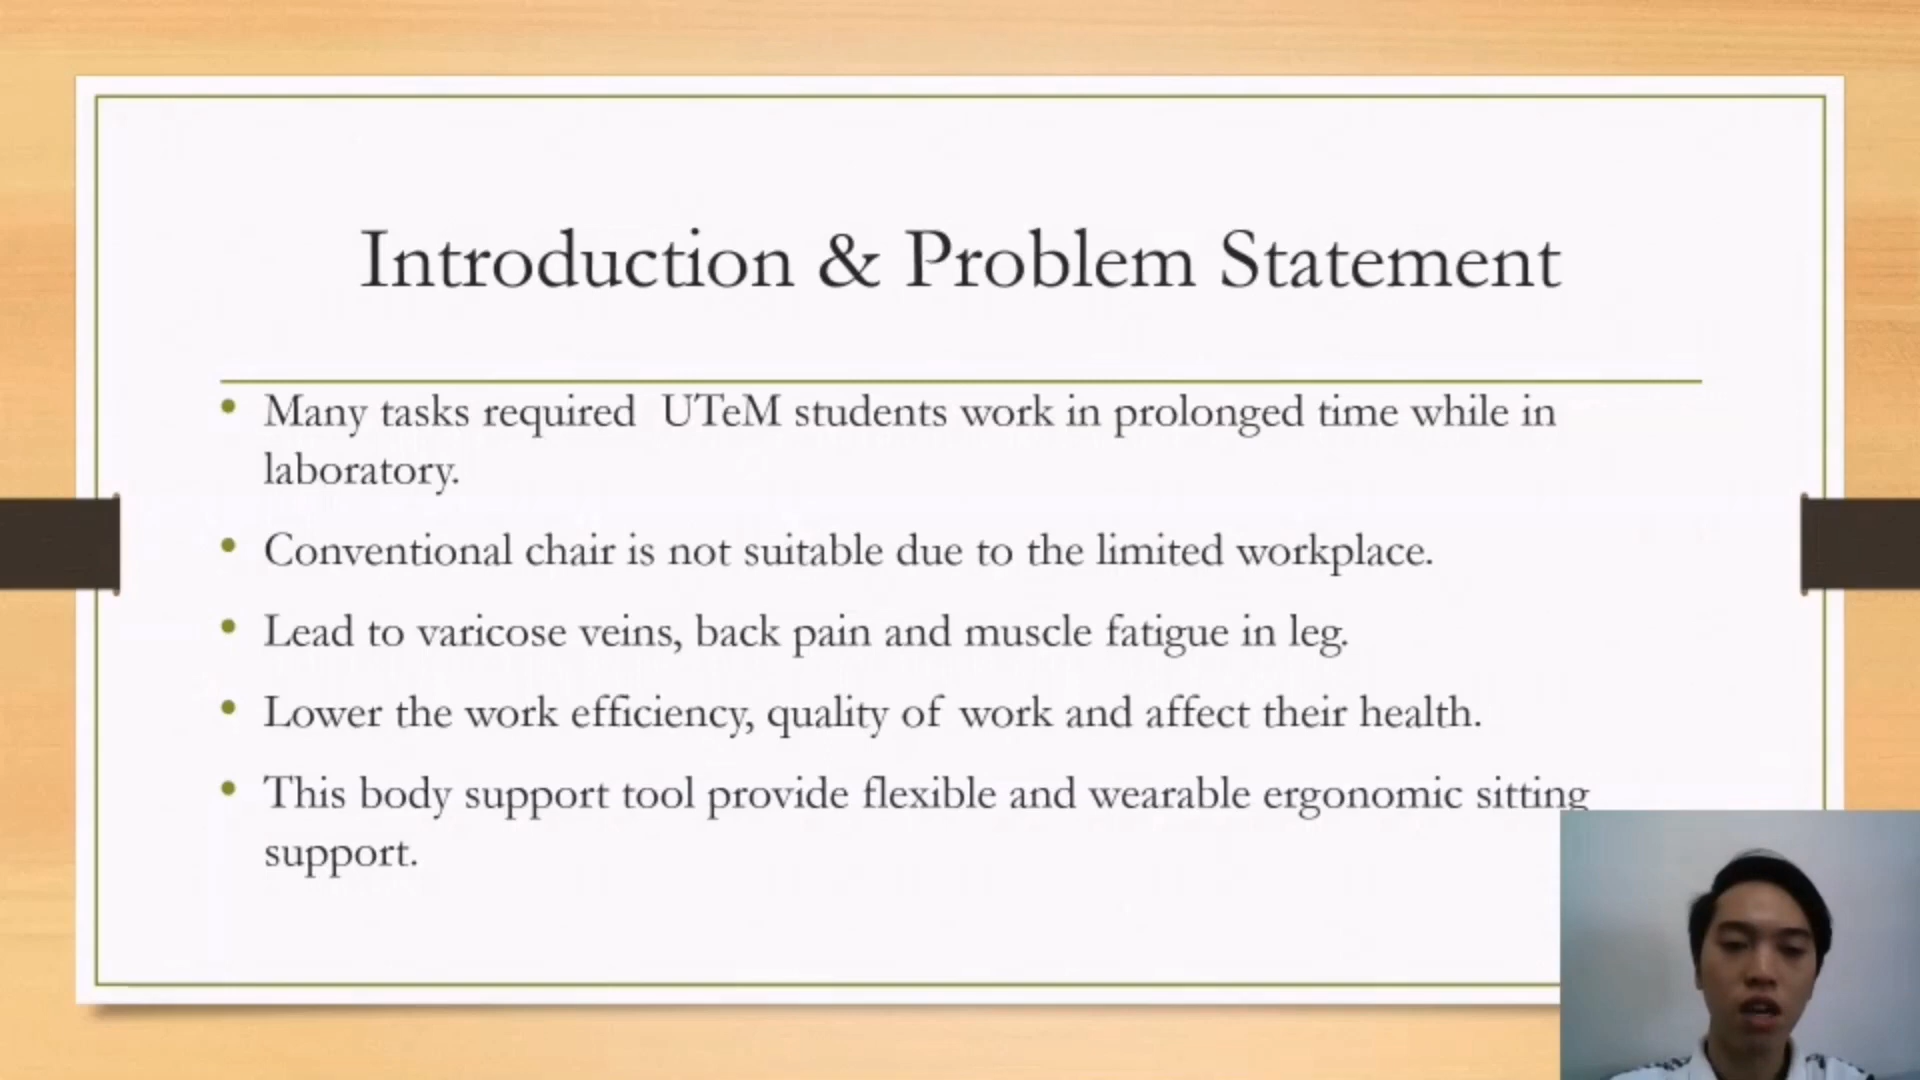 Introduction & Problem Statement
• Many tasks required UTeM students work in prolonged time while in
laboratory.
• Conventional chair is not suitable due to the limited workplace.
• Lead to varicose veins, back pain and muscle fatigue in leg.
• Lower the work efficiency, quality of work and affect their health.
• This body support tool provide flexible and wearable ergonomic sitting
support.